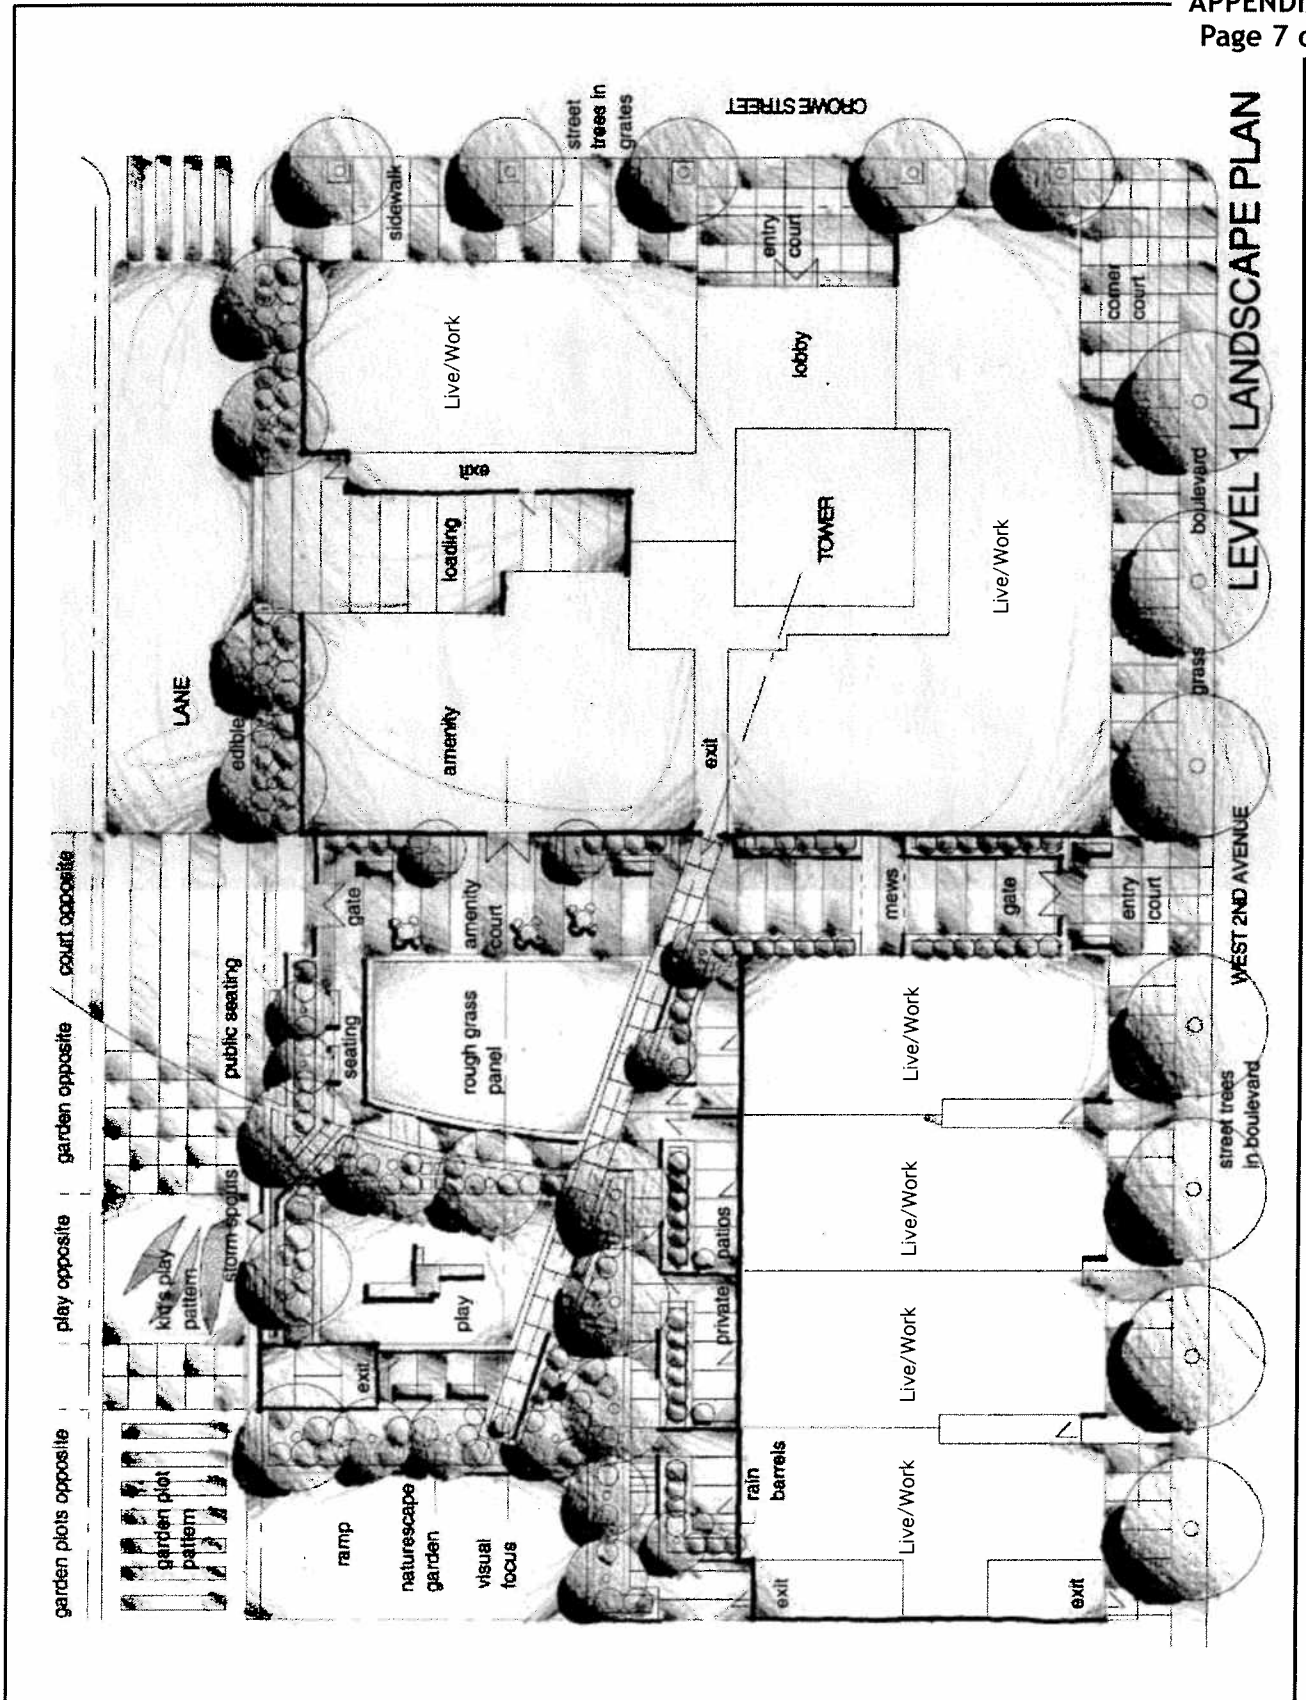 APPENDI
Page 7
LEVEL 1 LANDSCAPE PLAN
CROWE STREET
street
trees in
grates
sidewalk
entry
court
corner
court
Live/Work
lobby
exit
loading
TOWER
Live/Work
boulevard
grass
LANE
edible
amenity
exit
court opposite
garden opposite
play opposite
garden plots opposite
public seating
gate
amenity
court
mews
gate
entry
court
WEST 2ND AVENUE
seating
rough grass
panel
Live/Work
street trees
in boulevard
storm spouts
kid's play
pattern
play
exit
private patios
Live/Work
Live/Work
garden plot
pattern
ramp
naturescape
garden
visual
focus
rain
barrels
Live/Work
exit
exit